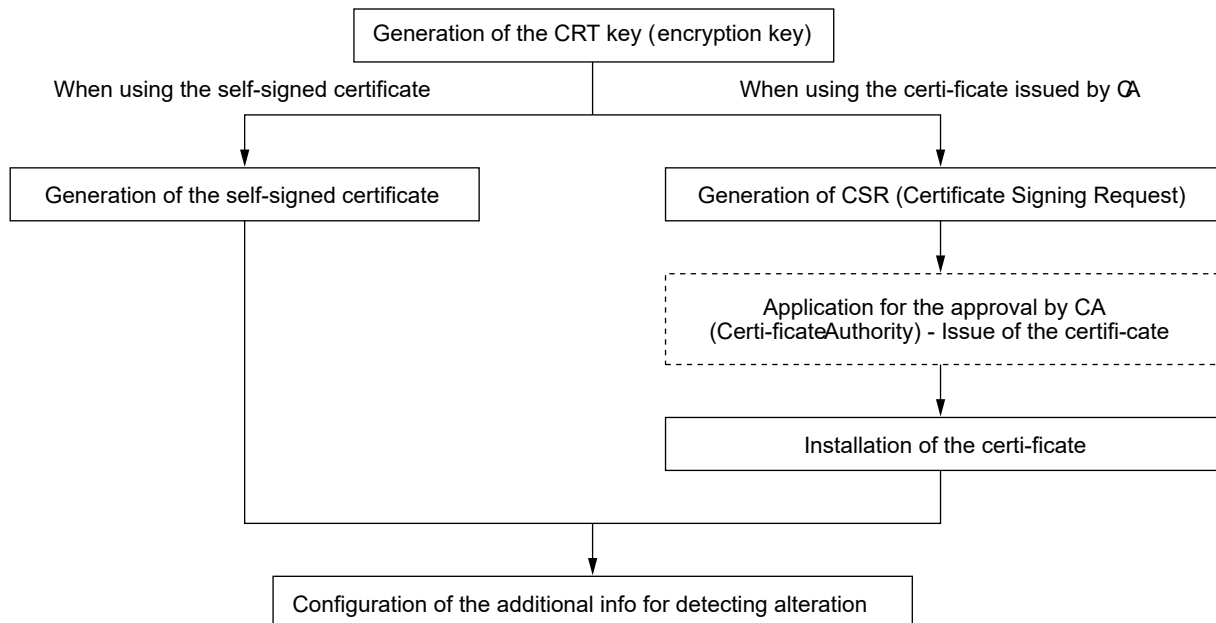 Generation of the CRT key (encryption key)
When using the self-signed certificate
When using the certi-ficate issued by CA
Generation of the self-signed certificate
Generation of CSR (Certificate Signing Request)
Application for the approval by CA
(Certi-ficateAuthority) - Issue of the certifi-cate
Installation of the certi-ficate
Configuration of the additional info for detecting alteration